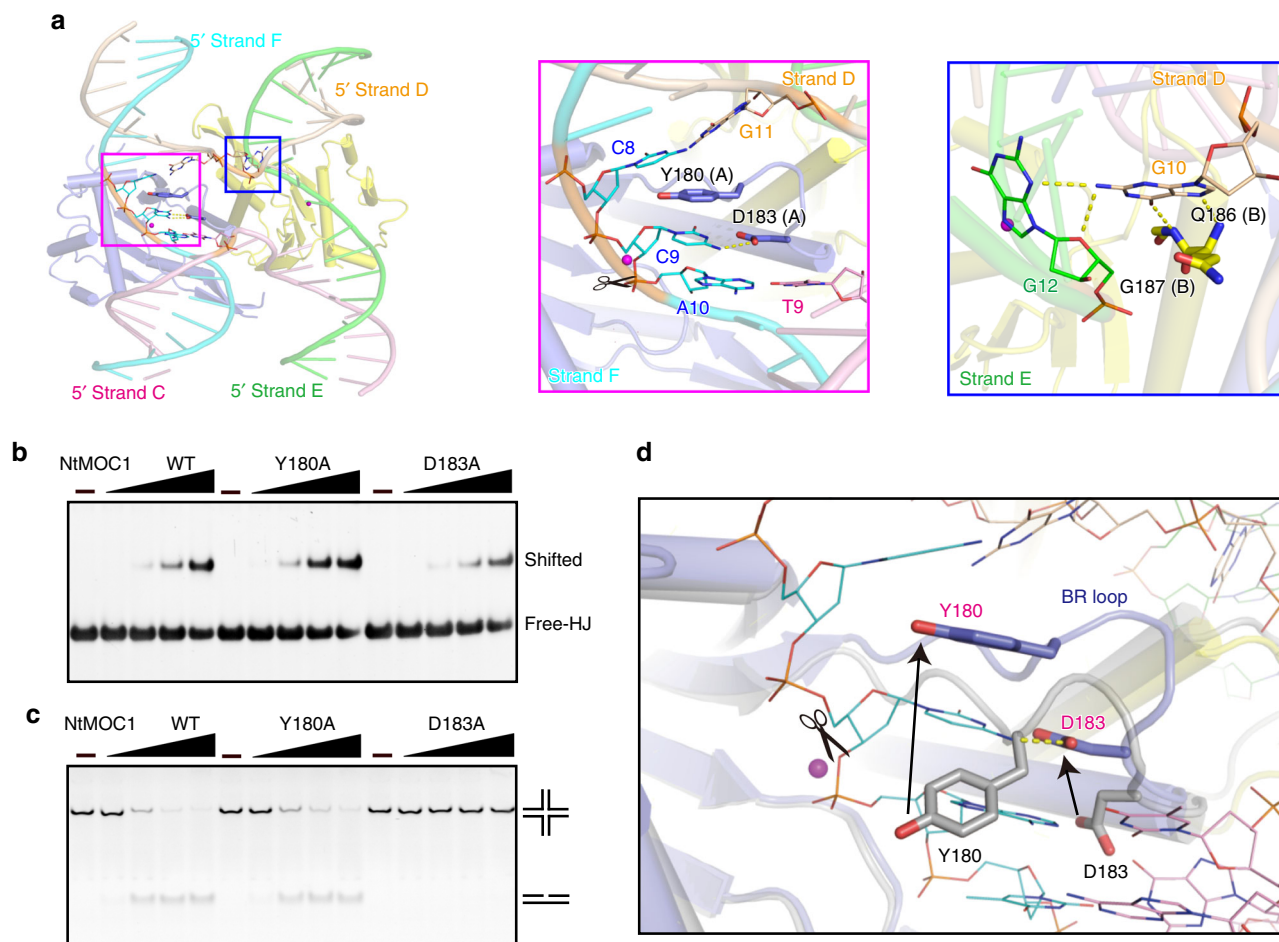 a
5′ Strand F
5′ Strand D
5′ Strand C
5′ Strand E
Strand D
G11
C8
Y180 (A)
D183 (A)
C9
A10
T9
Strand F
Strand D
G10
Q186 (B)
G12
G187 (B)
Strand E
b
NtMOC1 WT Y180A D183A
Shifted
Free-HJ
c
NtMOC1 WT Y180A D183A
d
Y180
BR loop
D183
Y180
D183